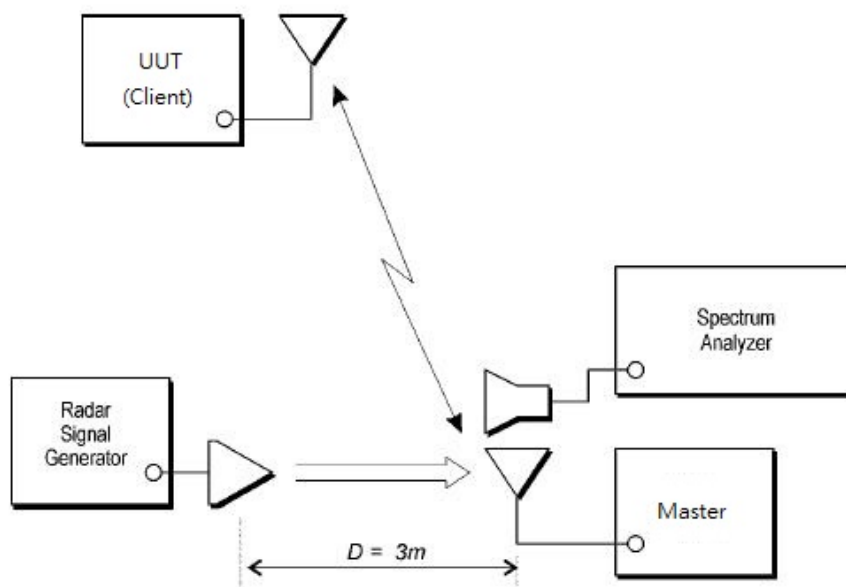 UUT
(Client)
Spectrum
Analyzer
Radar
Signal
Generator
Master
D = 3m